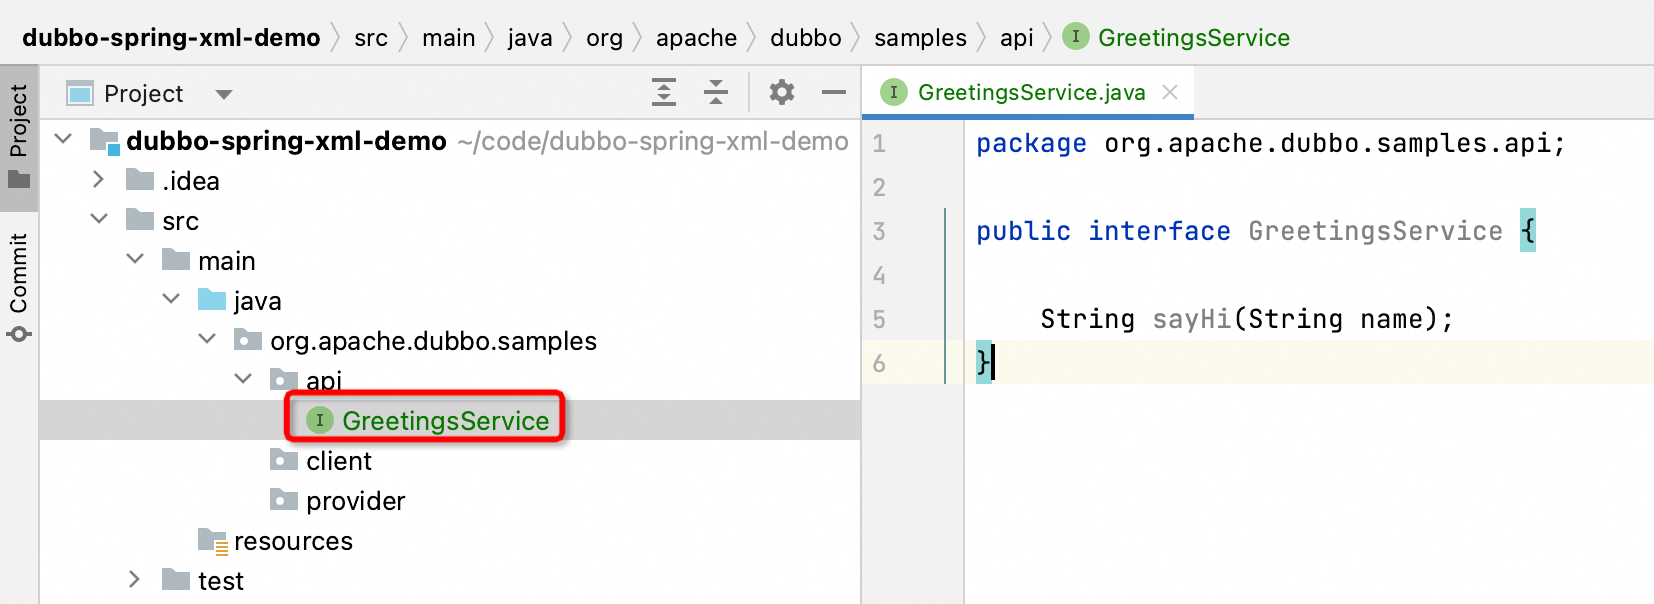 dubbo-spring-xml-demo > src > main > java > org > apache > dubbo > samples > api > I GreetingsService
Project
Commit
Project
dubbo-spring-xml-demo ~/code/dubbo-spring-xml-demo
.idea
src
main
java
org.apache.dubbo.samples
api
I GreetingsService
client
provider
resources
test
I GreetingsService.java
1 package org.apache.dubbo.samples.api;
2
3 public interface GreetingsService {
4
5 String sayHi(String name);
6 }